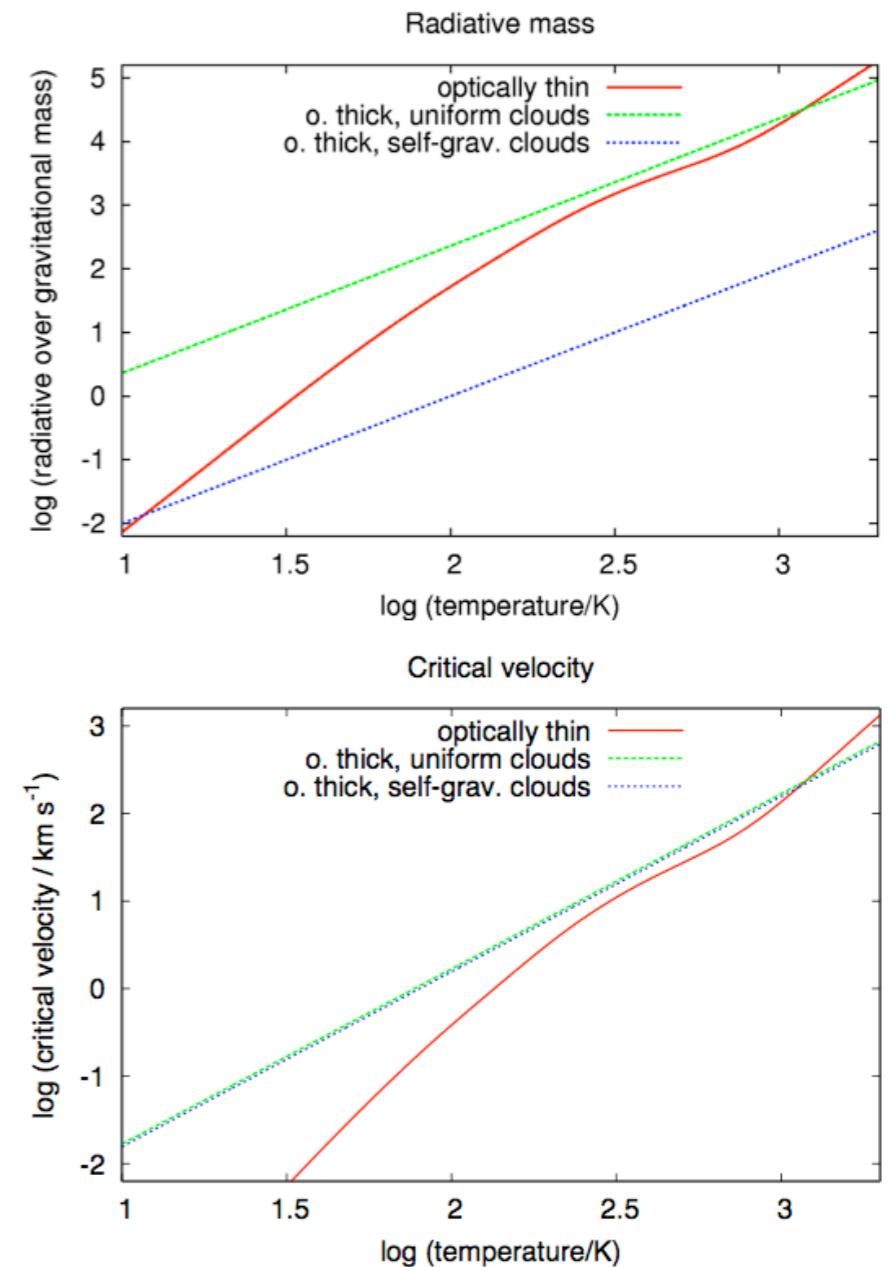 Radiative mass
log (radiative over gravitational mass)
5
4
3
2
1
0
-1
-2
optically thin
o. thick, uniform clouds
o. thick, self-grav. clouds
1 1.5 2 2.5 3
log (temperature/K)
Critical velocity
log (critical velocity / km s⁻¹)
3
2
1
0
-1
-2
optically thin
o. thick, uniform clouds
o. thick, self-grav. clouds
1 1.5 2 2.5 3
log (temperature/K)